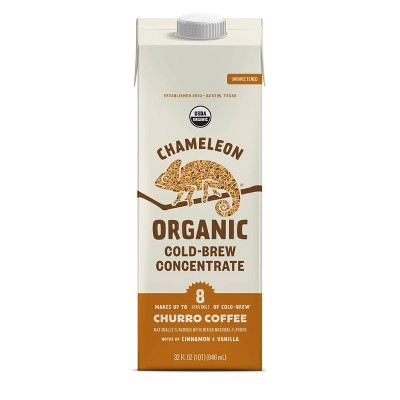 UNSWEETENED
ESTABLISHED 2010 – AUSTIN, TEXAS
USDA
ORGANIC
CHAMELEON
ORGANIC
COLD-BREW
CONCENTRATE
MAKES UP TO 8 SERVINGS OF COLD-BREW*
CHURRO COFFEE
NATURALLY FLAVORED WITH OTHER NATURAL FLAVORS
NOTES OF CINNAMON & VANILLA
32 FL OZ (1 QT) (946 mL)